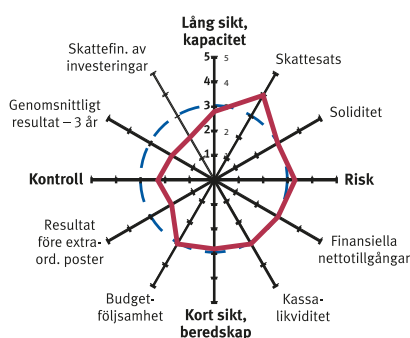 Lång sikt,
kapacitet
Skattefin. av
investeringar
Skattesats
5
5
4
Genomsnittligt
resultat – 3 år
Soliditet
3
3
2
2
1
1
Kontroll
Risk
Resultat
före extra-
ord. poster
Finansiella
nettotillgångar
Budget-
följsamhet
Kassa-
likviditet
Kort sikt,
beredskap